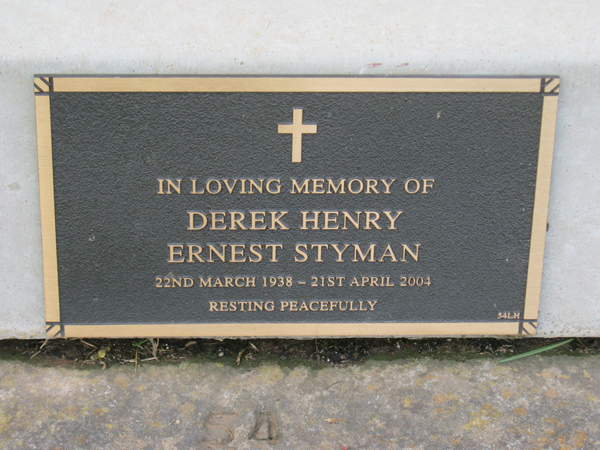 IN LOVING MEMORY OF
DEREK HENRY
ERNEST STYMAN
22ND MARCH 1938 – 21ST APRIL 2004
RESTING PEACEFULLY
54LH
54